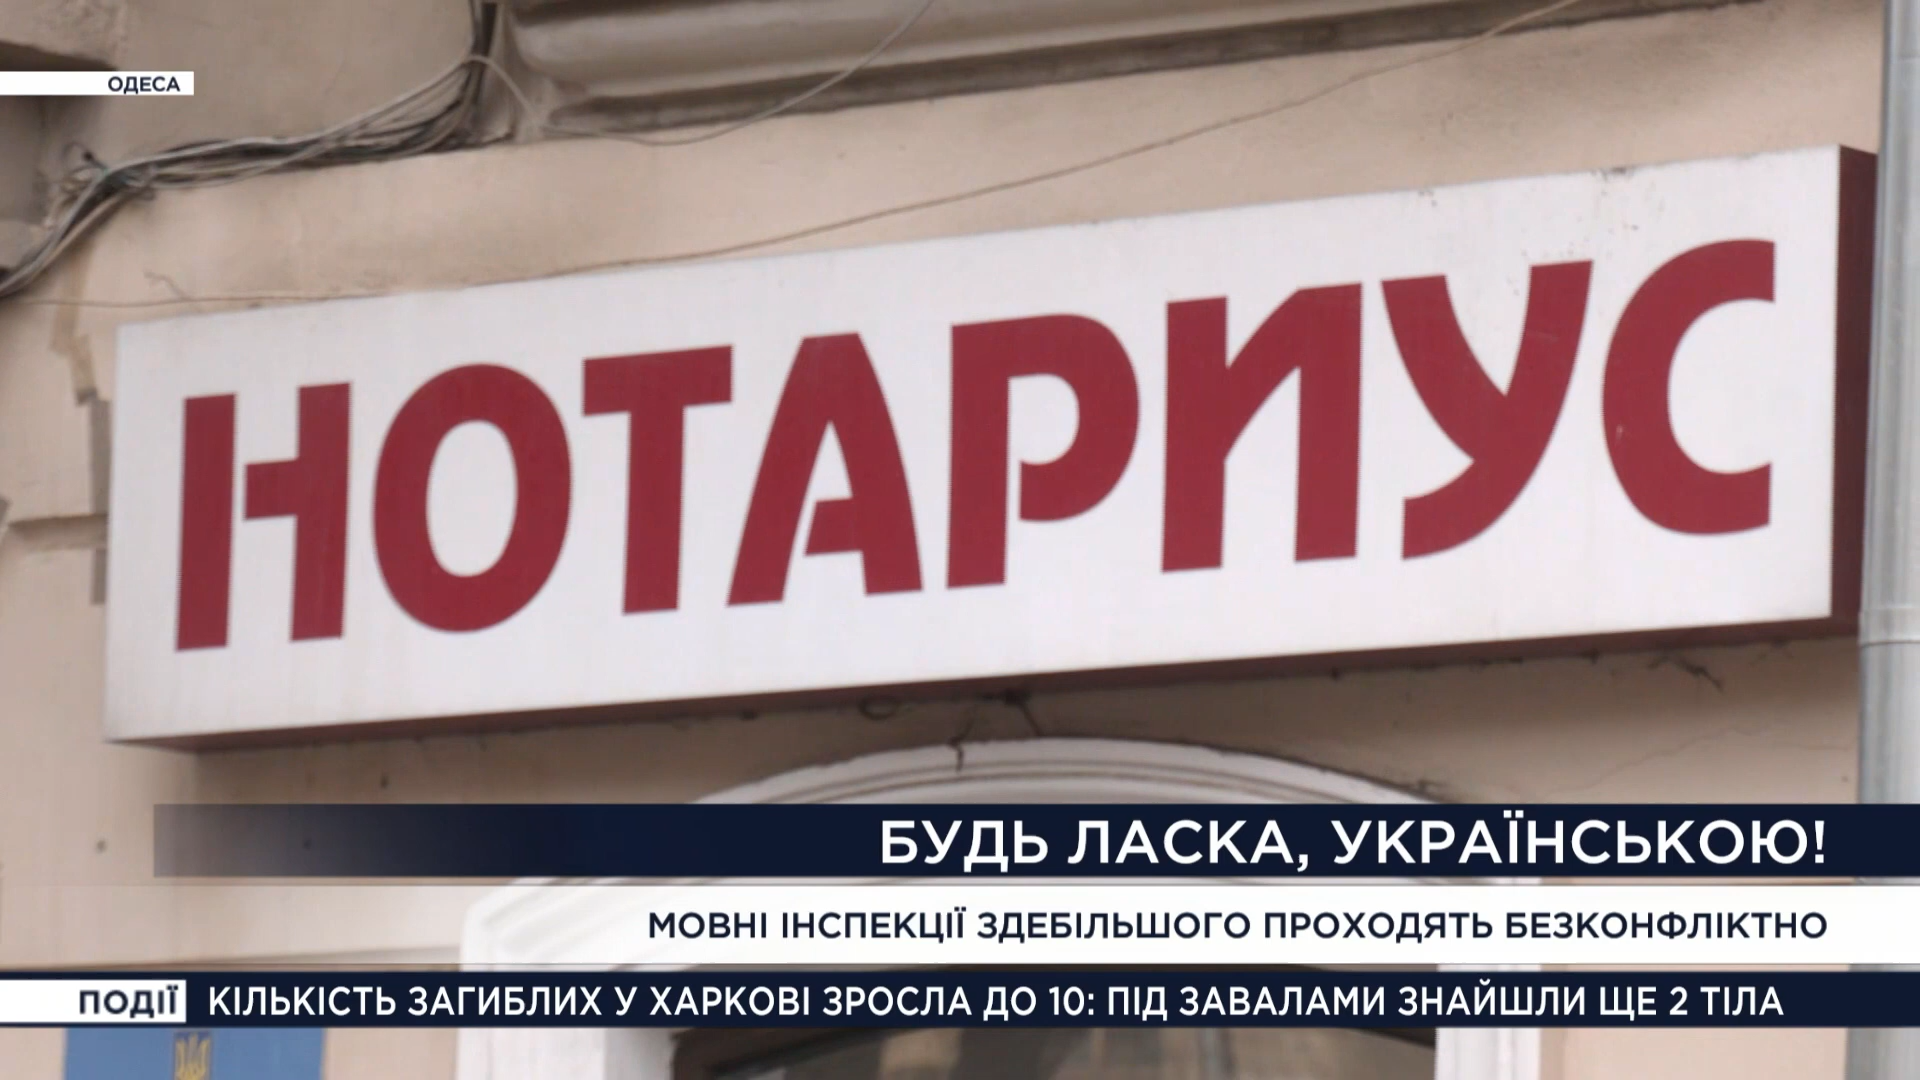 ОДЕСА
НОТАРИУС
БУДЬ ЛАСКА, УКРАЇНСЬКОЮ!
МОВНІ ІНСПЕКЦІЇ ЗДЕБІЛЬШОГО ПРОХОДЯТЬ БЕЗКОНФЛІКТНО
ПОДІЇ КІЛЬКІСТЬ ЗАГИБЛИХ У ХАРКОВІ ЗРОСЛА ДО 10: ПІД ЗАВАЛАМИ ЗНАЙШЛИ ЩЕ 2 ТІЛА